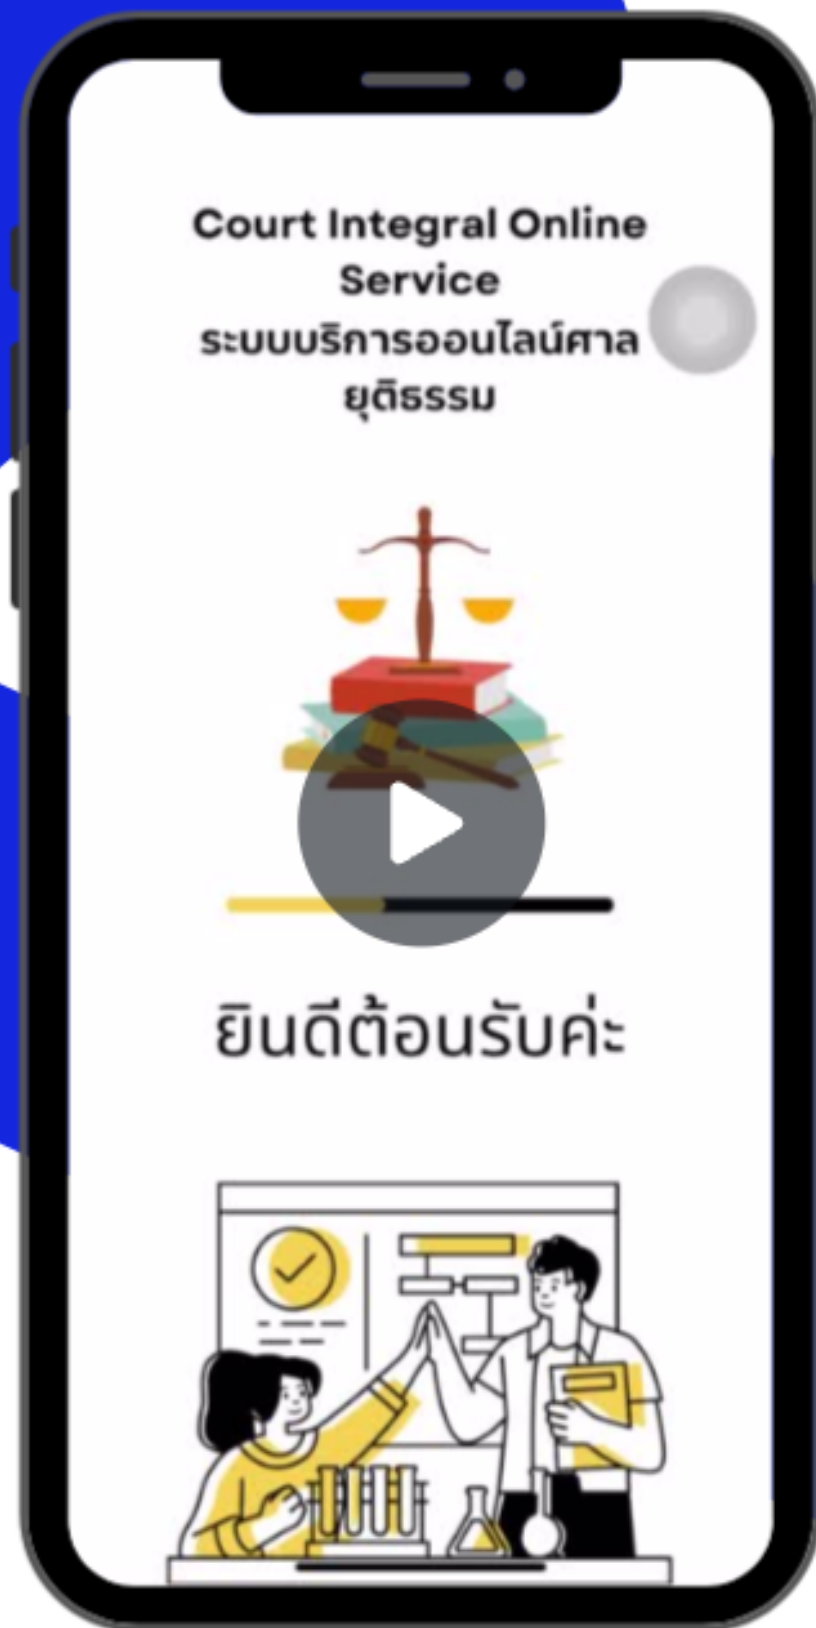 Court Integral Online
Service
ระบบบริการออนไลน์ศาล
ยุติธรรม
ยินดีต้อนรับค่ะ